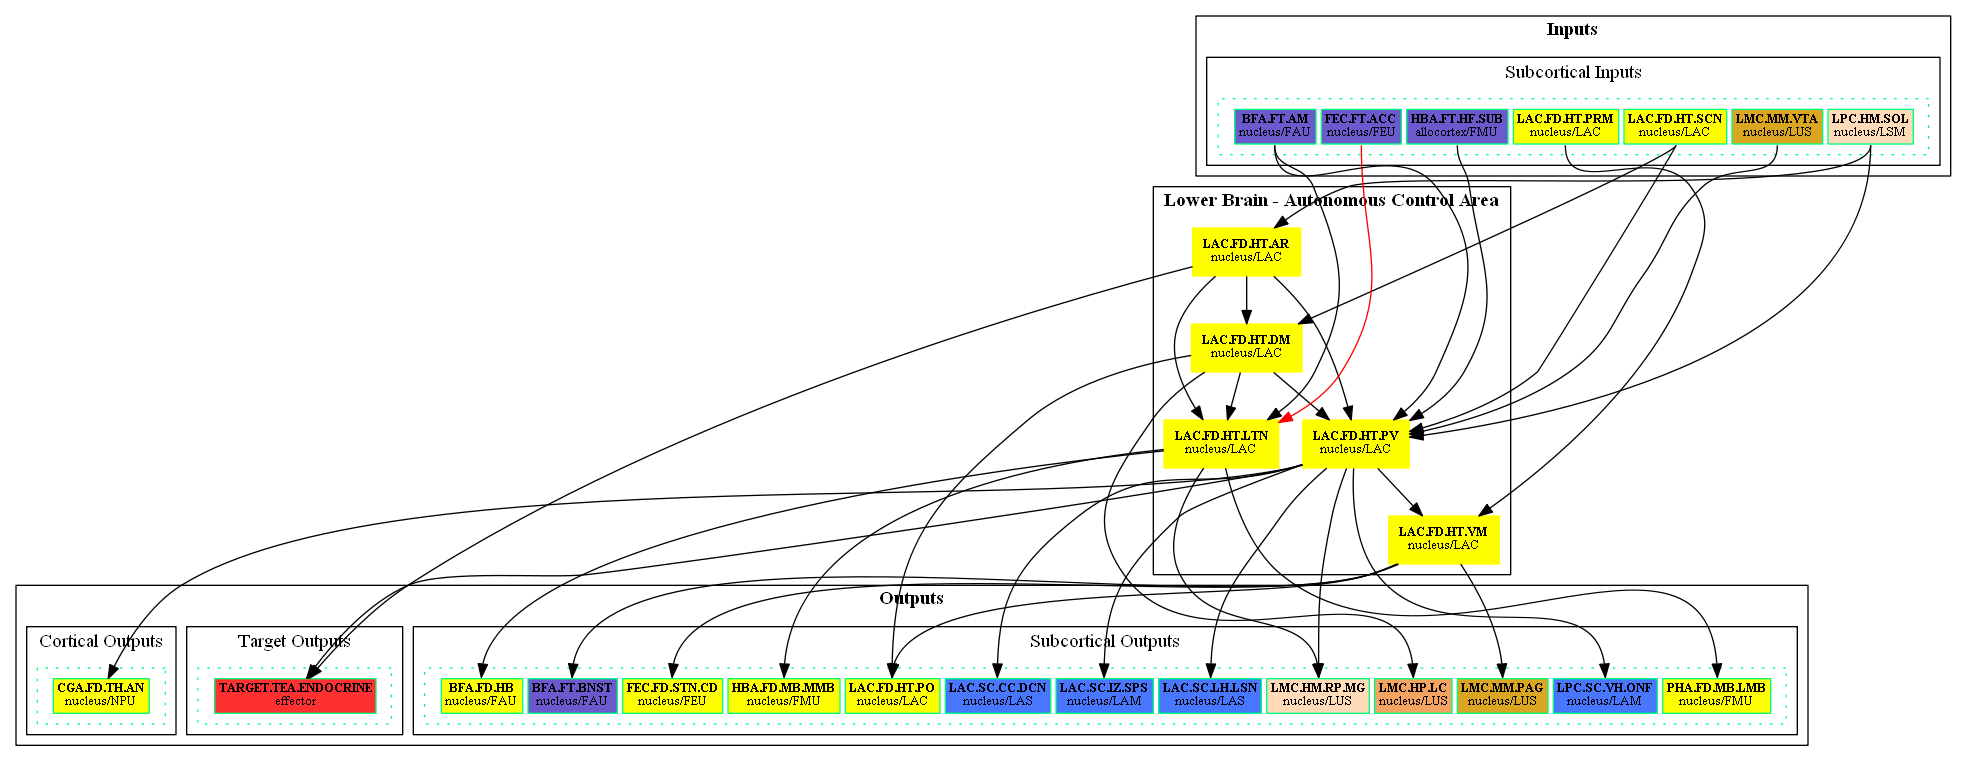 Inputs
Subcortical Inputs
BFA.FT.AM
nucleus/FAU
FEC.FT.ACC
nucleus/FEU
HBA.FT.HF.SUB
allocortex/FMU
LAC.FD.HT.PRM
nucleus/LAC
LAC.FD.HT.SCN
nucleus/LAC
LMC.MM.VTA
nucleus/LUS
LPC.HM.SOL
nucleus/LSM
Lower Brain - Autonomous Control Area
LAC.FD.HT.AR
nucleus/LAC
LAC.FD.HT.DM
nucleus/LAC
LAC.FD.HT.LTN
nucleus/LAC
LAC.FD.HT.PV
nucleus/LAC
LAC.FD.HT.VM
nucleus/LAC
Outputs
Cortical Outputs
CGA.FD.TH.AN
nucleus/NPU
Target Outputs
TARGET.TEA.ENDOCRINE
effector
Subcortical Outputs
BFA.FD.HB
nucleus/FAU
BFA.FT.BNST
nucleus/FAU
FEC.FD.STN.CD
nucleus/FEU
HBA.FD.MB.MMB
nucleus/FMU
LAC.FD.HT.PO
nucleus/LAC
LAC.SC.CC.DCN
nucleus/LAS
LAC.SC.IZ.SPS
nucleus/LAM
LAC.SC.LH.LSN
nucleus/LAS
LMC.HM.RP.MG
nucleus/LUS
LMC.HP.LC
nucleus/LUS
LMC.MM.PAG
nucleus/LUS
LPC.SC.VH.ONF
nucleus/LAM
PHA.FD.MB.LMB
nucleus/FMU